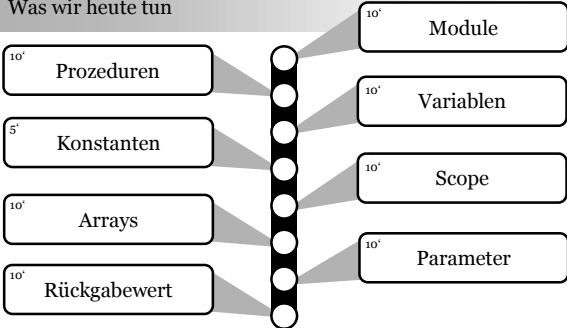 Was wir heute tun
10‘
Module
10‘
Prozeduren
10‘
Variablen
5‘
Konstanten
10‘
Scope
10‘
Arrays
10‘
Parameter
10‘
Rückgabewert